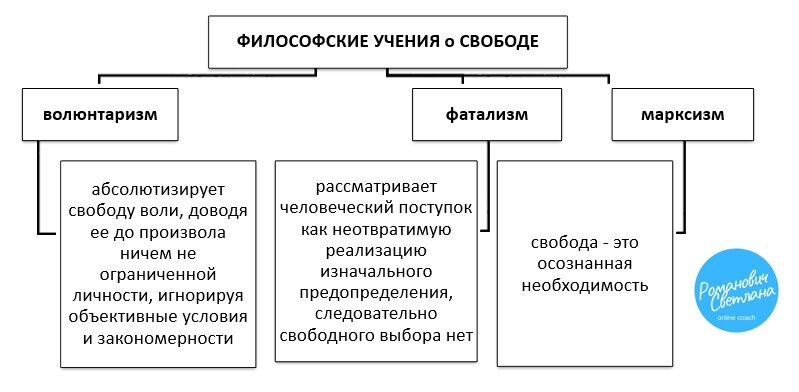 ФИЛОСОФСКИЕ УЧЕНИЯ о СВОБОДЕ
волюнтаризм
фатализм
марксизм
абсолютизирует
свободу воли, доводя
ее до произвола
ничем не
ограниченной
личности, игнорируя
объективные условия
и закономерности
рассматривает
человеческий поступок
как неотвратимую
реализацию
изначального
предопределения,
следовательно
свободного выбора нет
свобода - это
осознанная
необходимость
Романович
Светлана
online coach